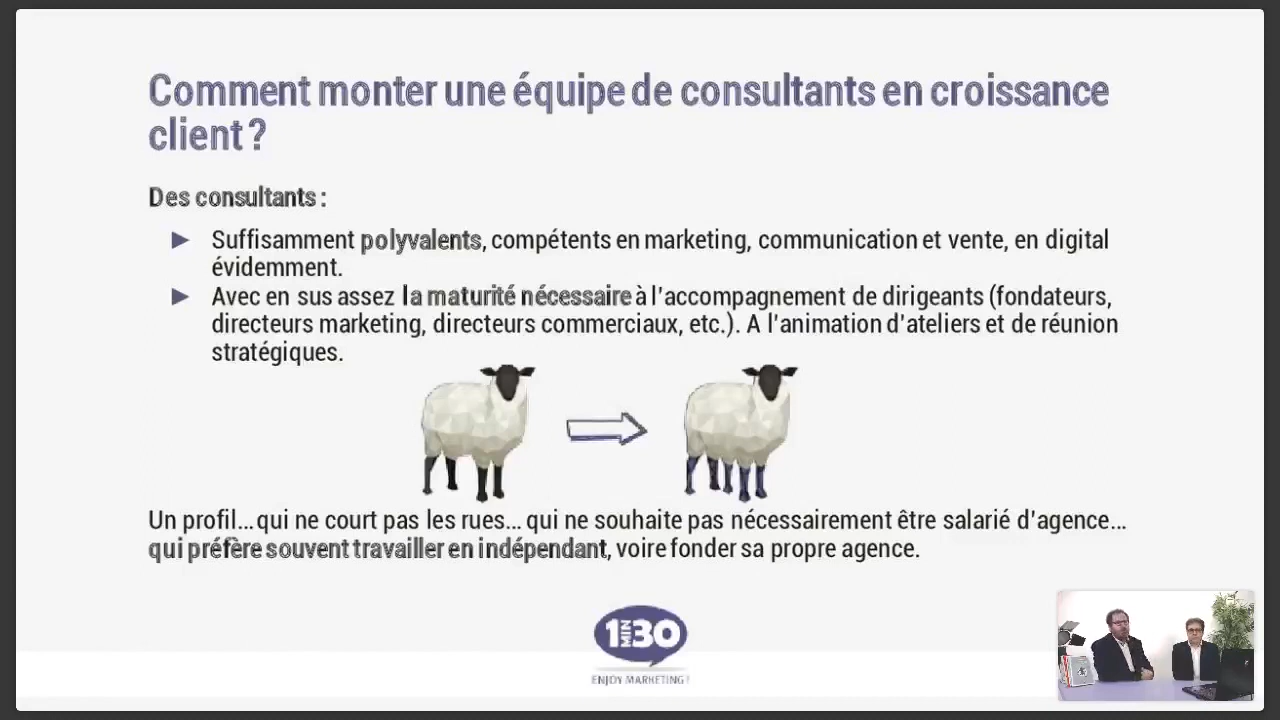 Comment monter une équipe de consultants en croissance
client ?
Des consultants :
► Suffisamment polyvalents, compétents en marketing, communication et vente, en digital
évidemment.
► Avec en sus assez la maturité nécessaire à l'accompagnement de dirigeants (fondateurs,
directeurs marketing, directeurs commerciaux, etc.). A l'animation d'ateliers et de réunion
stratégiques.
Un profil... qui ne court pas les rues... qui ne souhaite pas nécessairement être salarié d'agence...
qui préfère souvent travailler en indépendant, voire fonder sa propre agence.
1MIN30
ENJOY MARKETING !